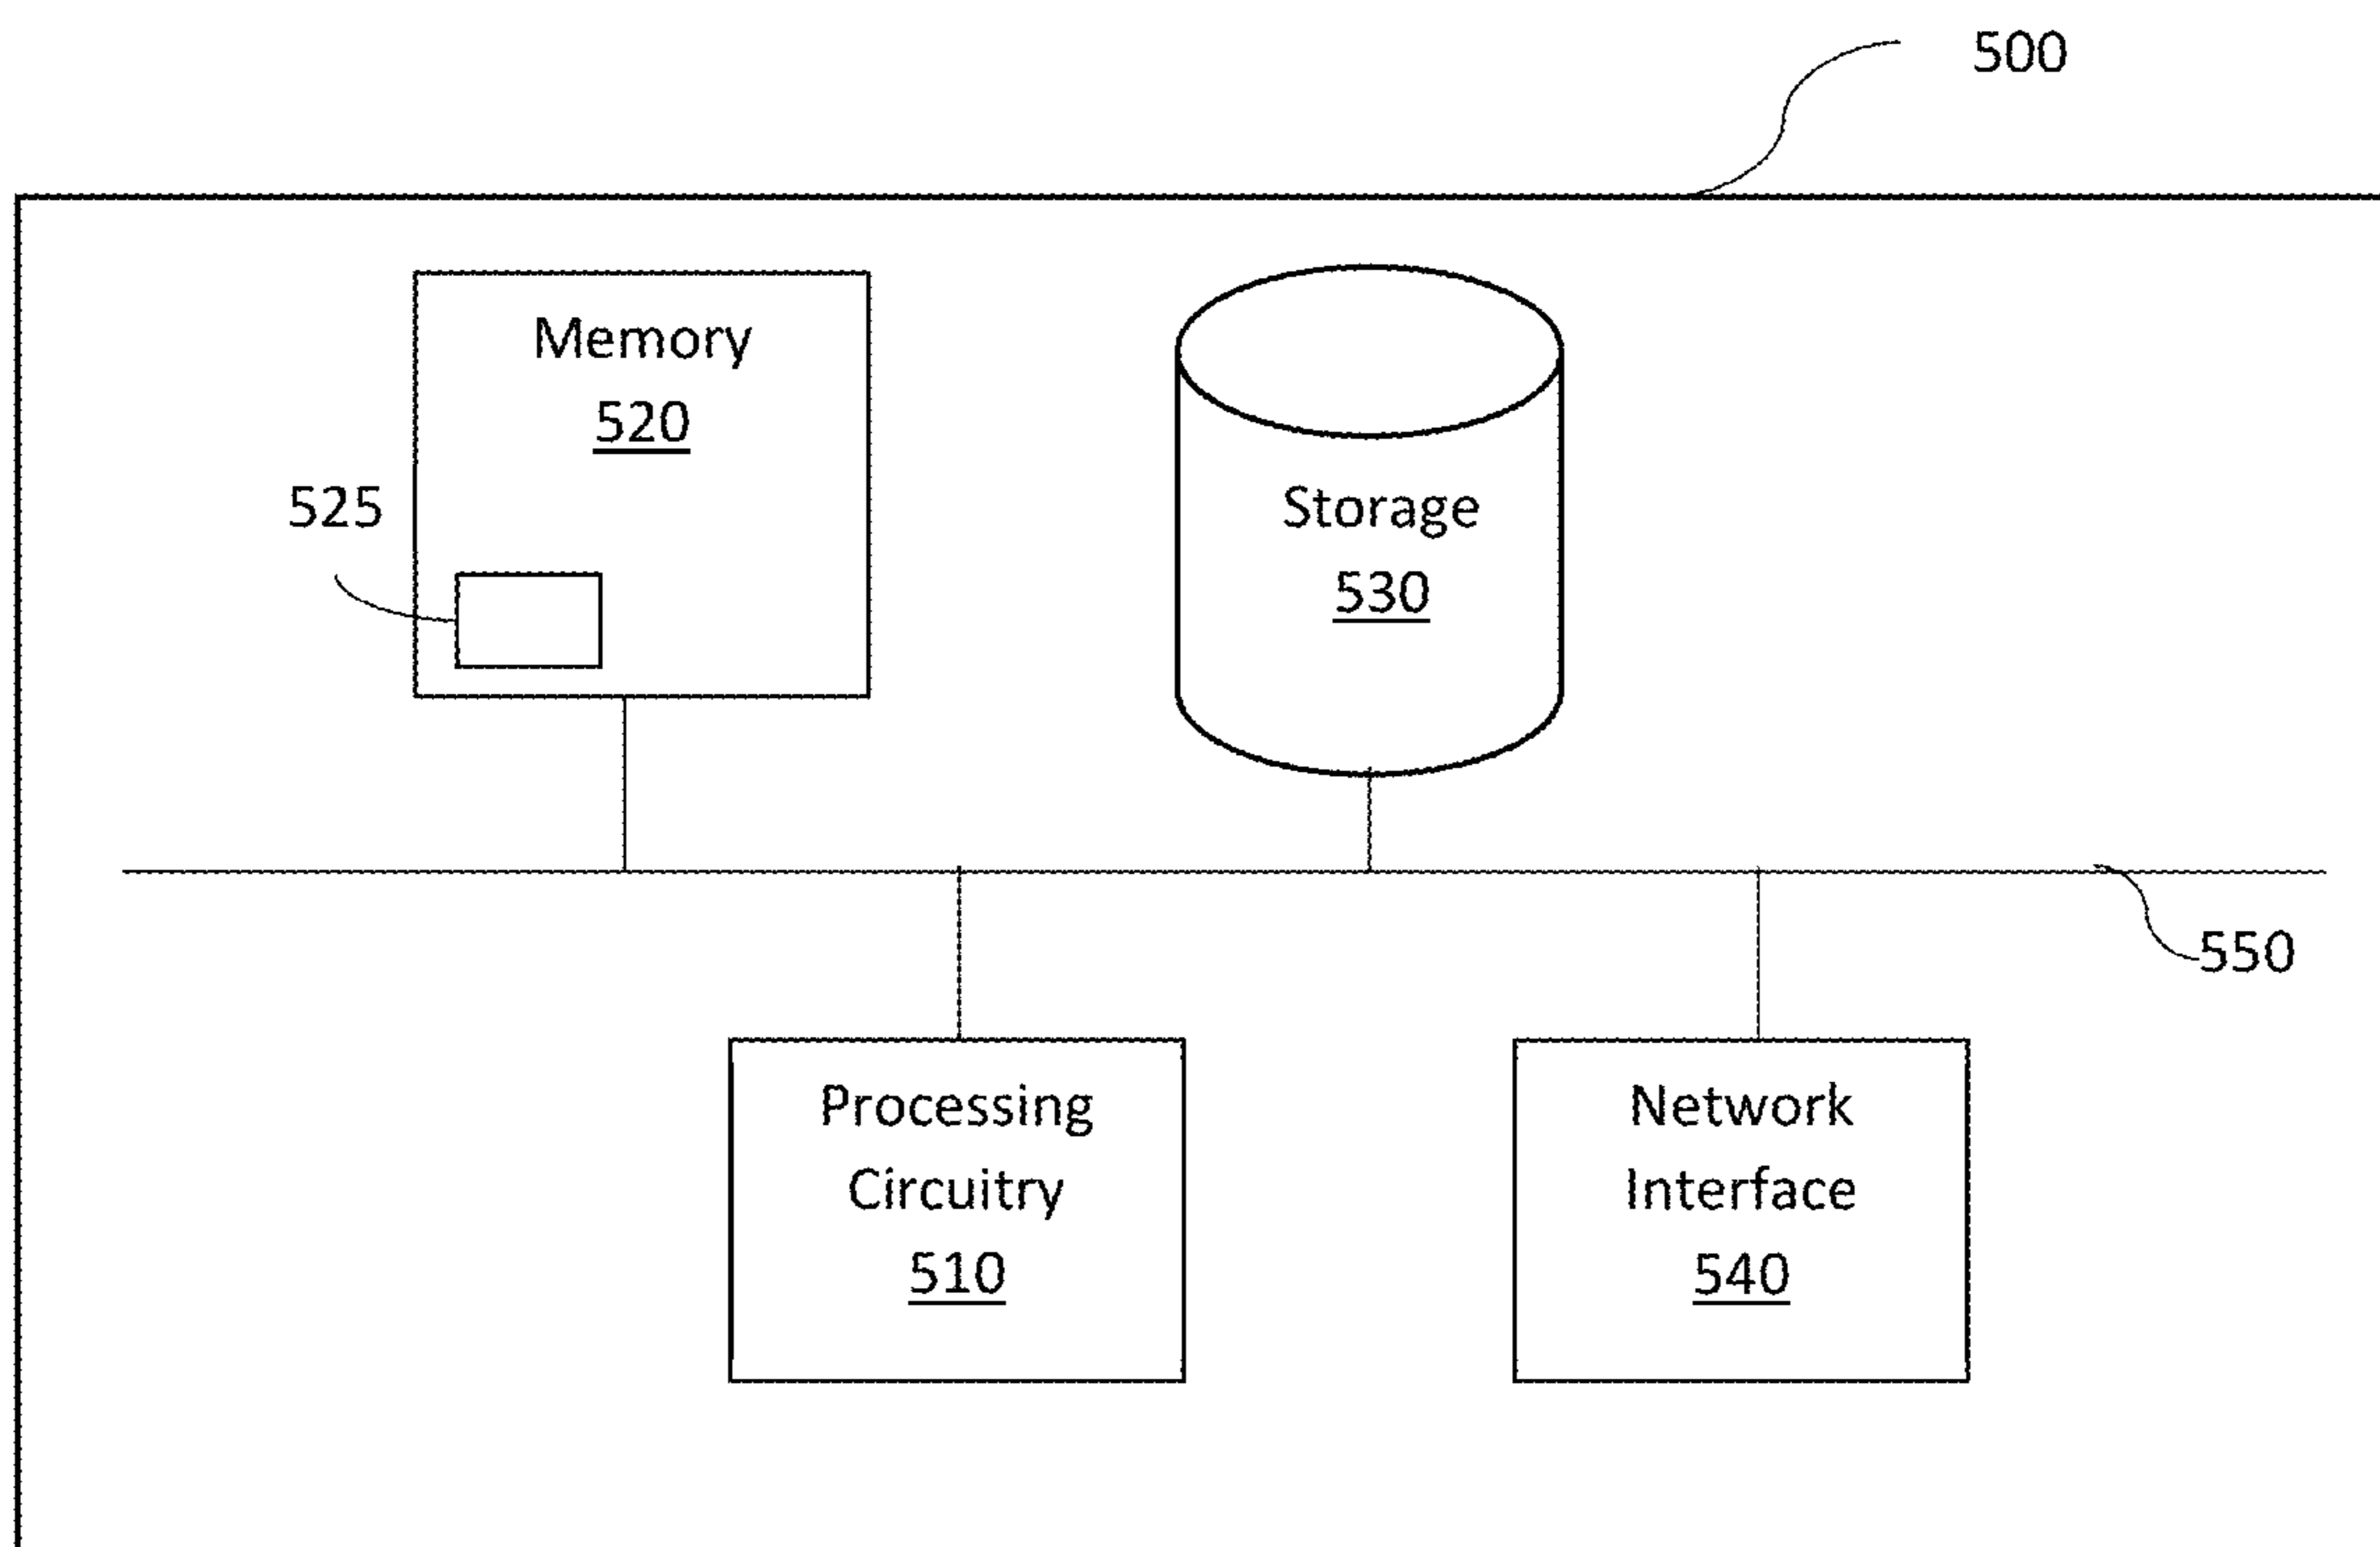 500
Memory
520
525
Storage
530
550
Processing
Circuitry
510
Network
Interface
540